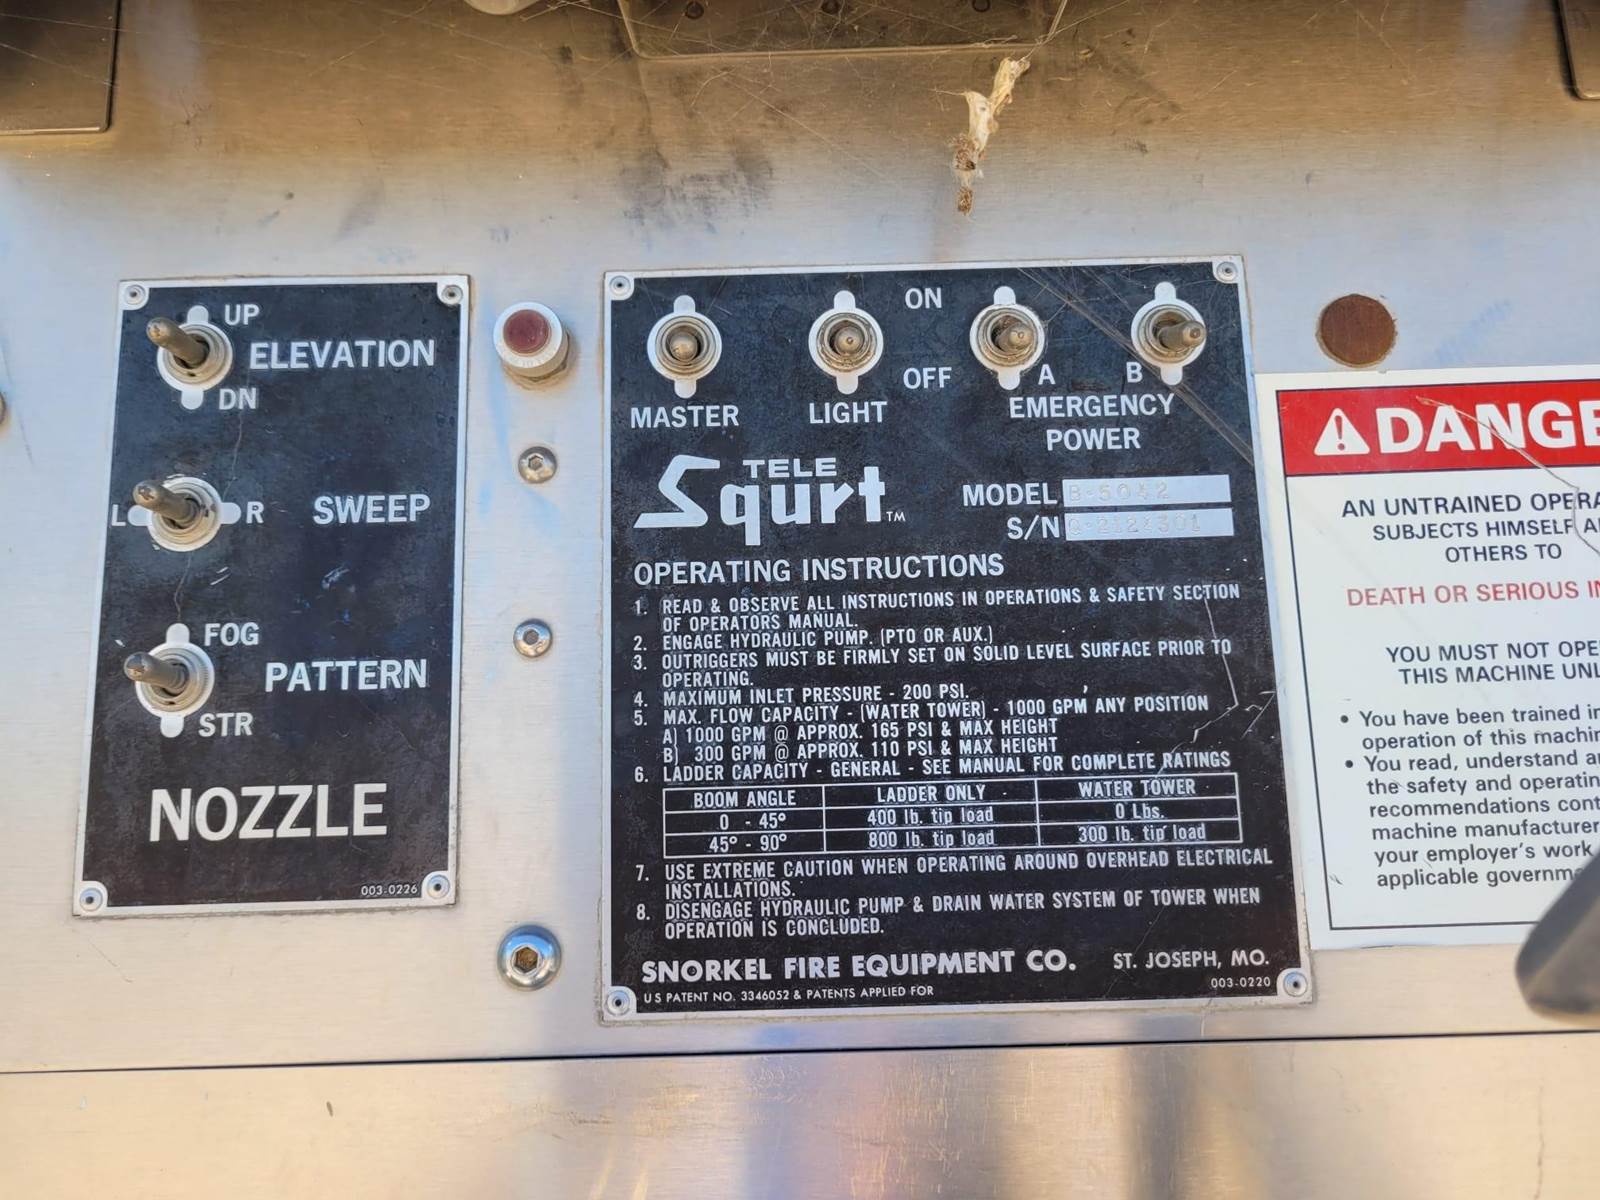 UP
ELEVATION
DN
L R SWEEP
FOG
PATTERN
STR
NOZZLE
003-0226
ON
OFF
MASTER
LIGHT
A B
EMERGENCY
POWER
TELE
Squrt™
MODEL B-5042
S/N
OPERATING INSTRUCTIONS
1. READ & OBSERVE ALL INSTRUCTIONS IN OPERATIONS & SAFETY SECTION
OF OPERATORS MANUAL.
2. ENGAGE HYDRAULIC PUMP. (PTO OR AUX.)
3. OUTRIGGERS MUST BE FIRMLY SET ON SOLID LEVEL SURFACE PRIOR TO
OPERATING.
4. MAXIMUM INLET PRESSURE - 200 PSI.
5. MAX. FLOW CAPACITY - (WATER TOWER) - 1000 GPM ANY POSITION
A) 1000 GPM @ APPROX. 165 PSI & MAX HEIGHT
B) 300 GPM @ APPROX. 110 PSI & MAX HEIGHT
6. LADDER CAPACITY - GENERAL - SEE MANUAL FOR COMPLETE RATINGS
BOOM ANGLE LADDER ONLY WATER TOWER
0 - 45° 400 lb. tip load 0 Lbs.
45° - 90° 800 lb. tip load 300 lb. tip load
7. USE EXTREME CAUTION WHEN OPERATING AROUND OVERHEAD ELECTRICAL
INSTALLATIONS.
8. DISENGAGE HYDRAULIC PUMP & DRAIN WATER SYSTEM OF TOWER WHEN
OPERATION IS CONCLUDED.
SNORKEL FIRE EQUIPMENT CO. ST. JOSEPH, MO.
U S PATENT NO. 3346052 & PATENTS APPLIED FOR
003-0220
DANGE
AN UNTRAINED OPERA
SUBJECTS HIMSELF A
OTHERS TO
DEATH OR SERIOUS IN
YOU MUST NOT OPE
THIS MACHINE UNL
• You have been trained in
operation of this machin
• You read, understand a
the safety and operatin
recommendations cont
machine manufacturer
your employer's work
applicable governm